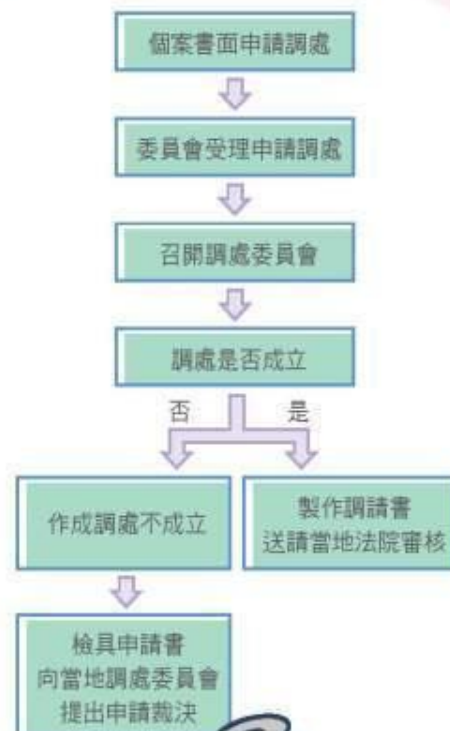 個案書面申請調處
委員會受理申請調處
召開調處委員會
調處是否成立
否
是
作成調處不成立
製作調請書
送請當地法院審核
檢具申請書
向當地調處委員會
提出申請裁決